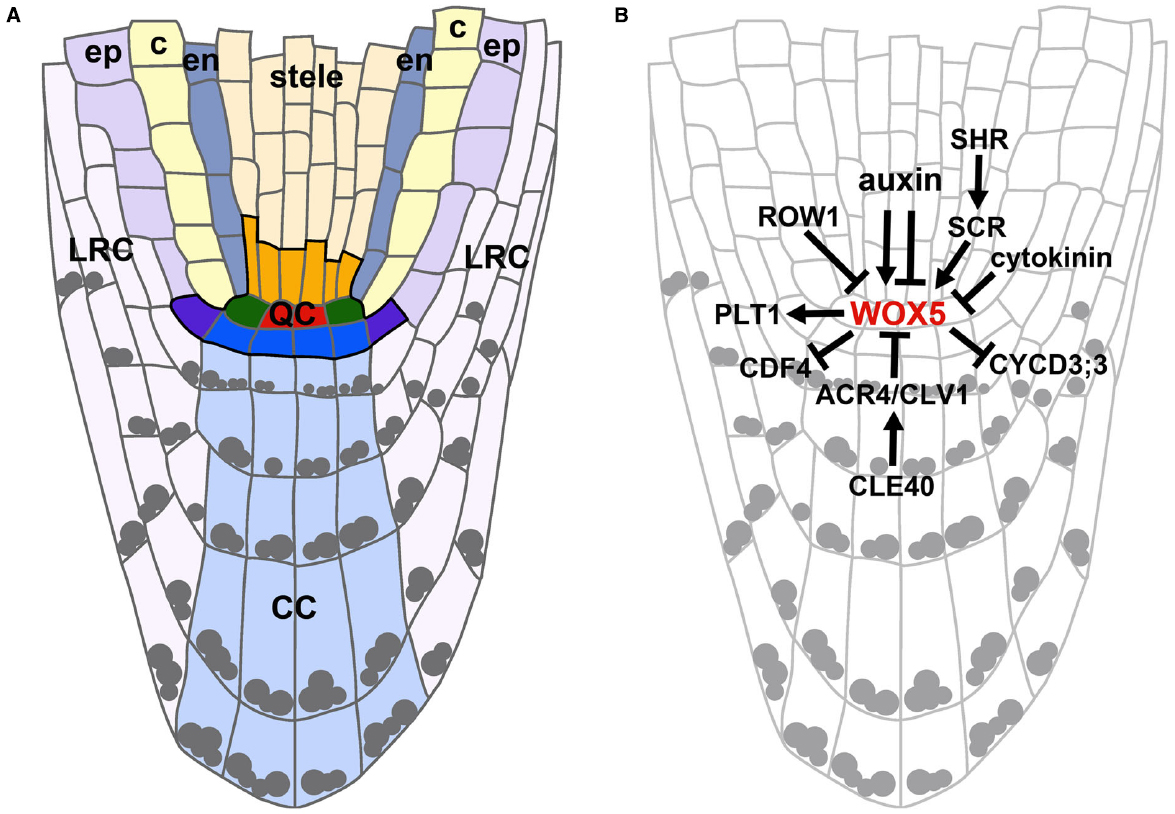 A
ep
c
en
stele
en
c
ep
LRC
LRC
QC
CC
B
SHR
auxin
ROW1
SCR
cytokinin
PLT1
WOX5
CDF4
CYCD3;3
ACR4/CLV1
CLE40